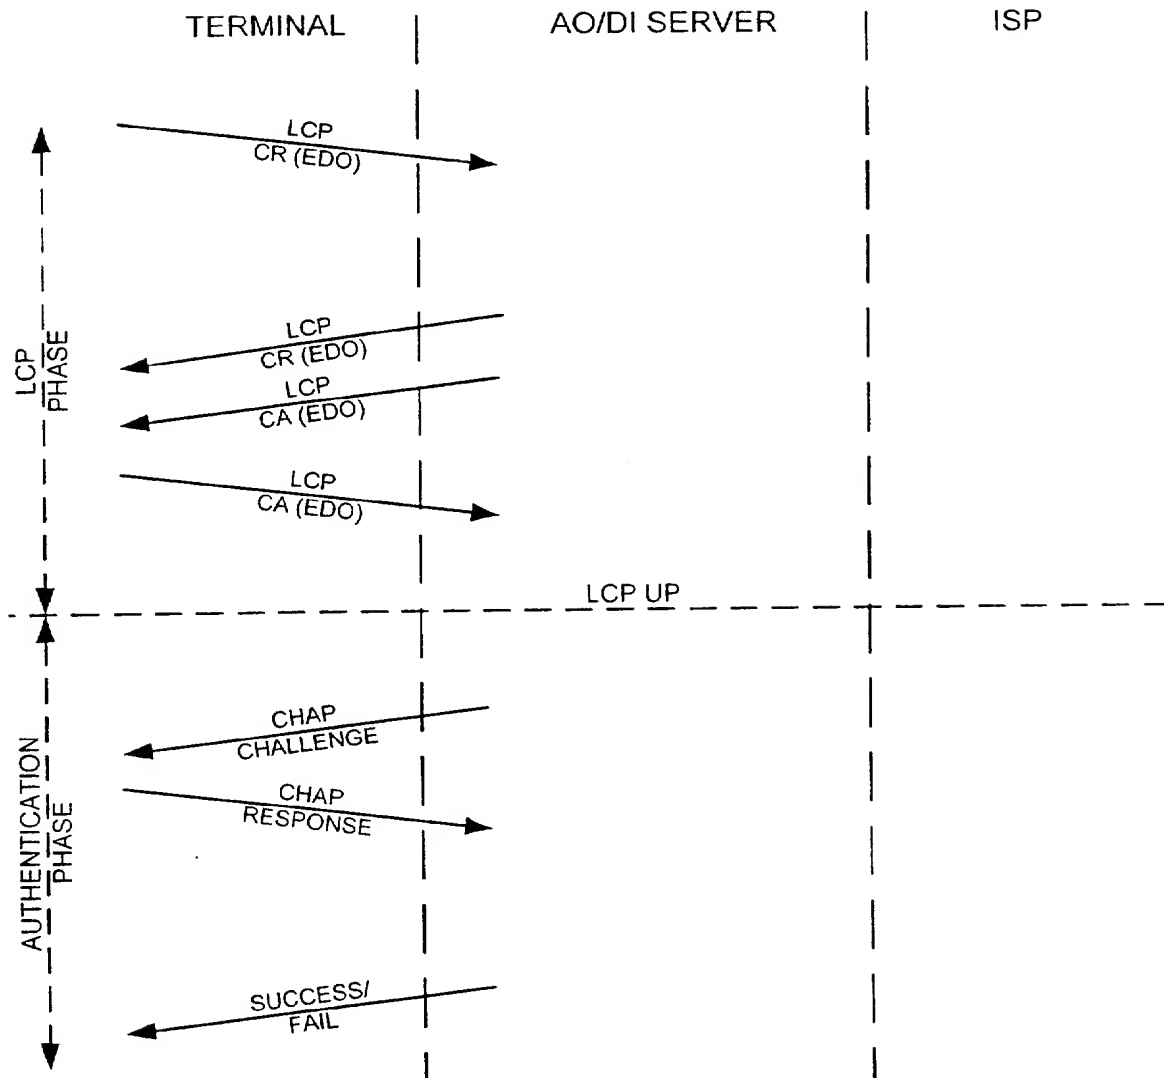 TERMINAL
AO/DI SERVER
ISP
LCP
CR (EDO)
LCP
CR (EDO)
LCP
CA (EDO)
LCP
CA (EDO)
LCP
PHASE
LCP UP
CHAP
CHALLENGE
CHAP
RESPONSE
SUCCESS/
FAIL
AUTHENTICATION
PHASE